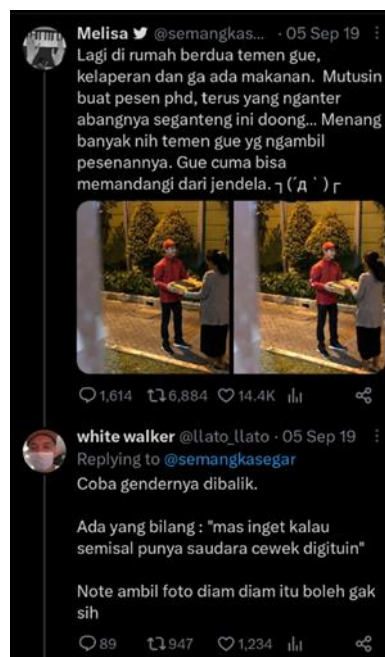 Melisa @semangkas... · 05 Sep 19
Lagi di rumah berdua temen gue,
kelaperan dan ga ada makanan. Mutusin
buat pesen phd, terus yang nganter
abangnya seganteng ini doong... Menang
banyak nih temen gue yg ngambil
pesenannya. Gue cuma bisa
memandangi dari jendela. ┐(´д｀)┌
1,614 6,884 14.4K
white walker @llato_llato · 05 Sep 19
Replying to @semangkasegar
Coba gendernya dibalik.
Ada yang bilang : "mas inget kalau
semisal punya saudara cewek digituin"
Note ambil foto diam diam itu boleh gak
sih
89 947 1,234